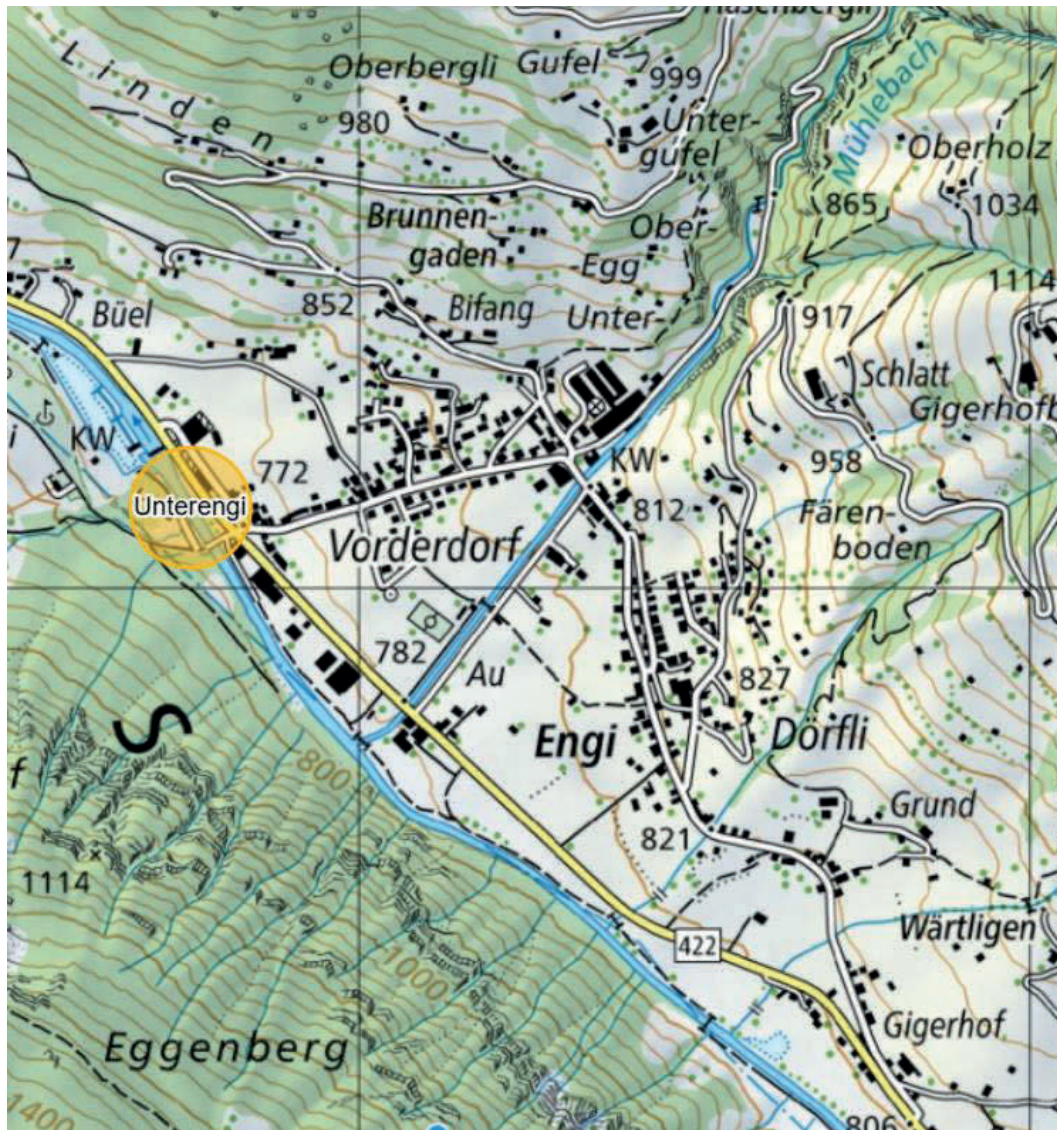 Oberbergli
Gufel
999
Linden
980
Unter-
gufel
Mühlebach
Oberholz
Brunnen-
gaden
Ober-
865
1034
Egg
1114
Büel
852
Bifang
Unter-
917
Schlatt
KW
772
KW
958
Unterengi
812
Fären-
boden
Vorderdorf
782
Au
827
S
Engi
Dörfli
f
800
Grund
821
1114
1000
422
Wärtligen
Gigerhof
Eggenberg
1400
806